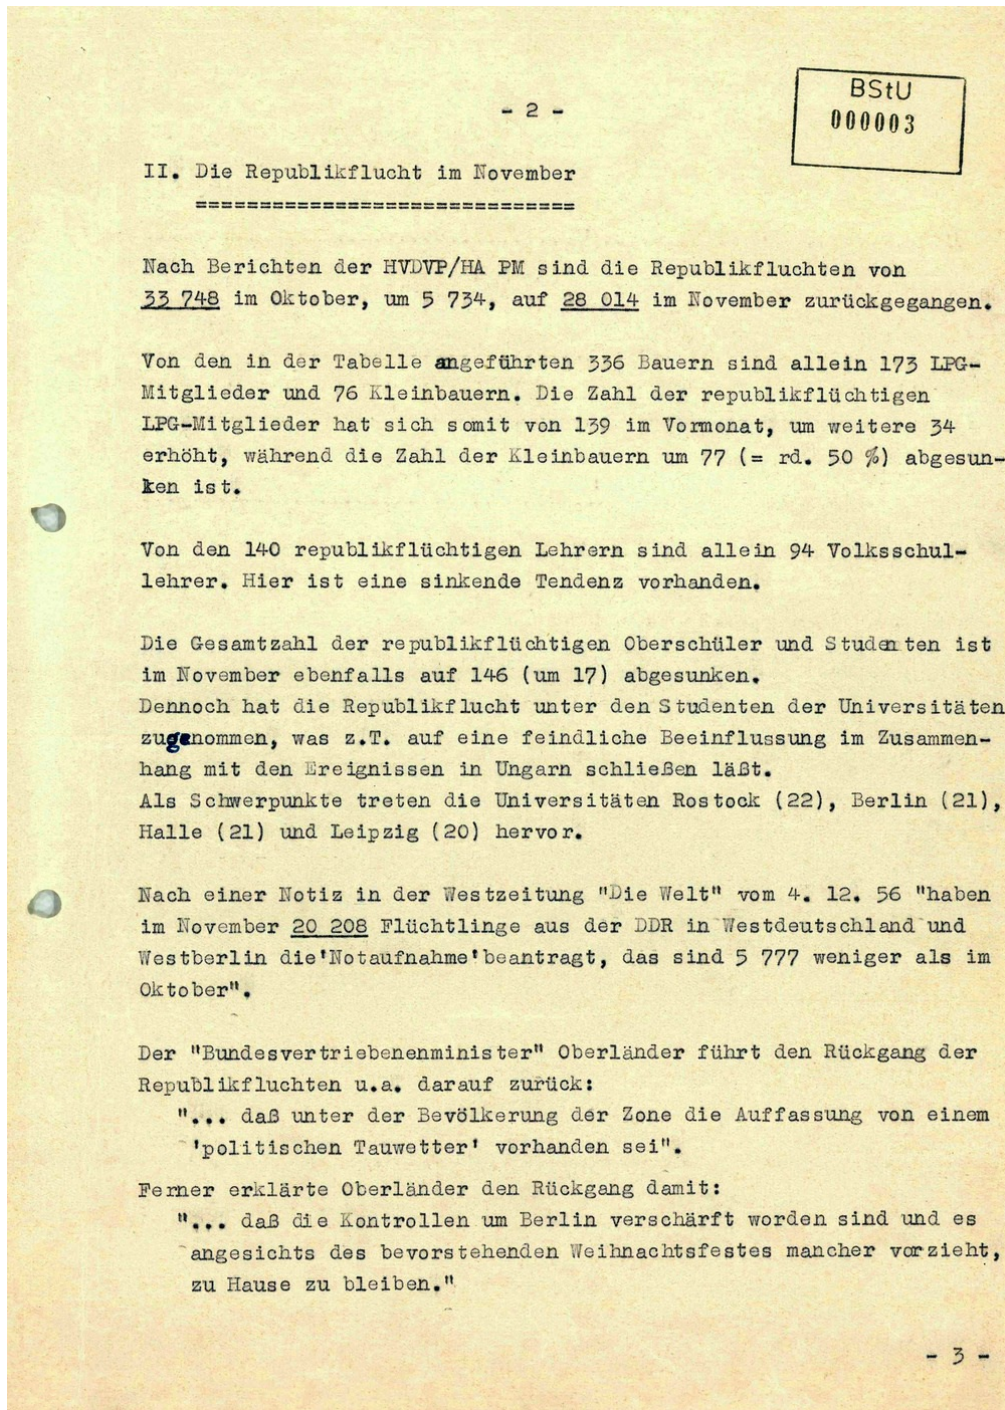 BStU
000003
- 2 -
II. Die Republikflucht im November
==============================
Nach Berichten der HVDVP/HA PM sind die Republikfluchten von
33 748 im Oktober, um 5 734, auf 28 014 im November zurückgegangen.
Von den in der Tabelle angeführten 336 Bauern sind allein 173 LPG-
Mitglieder und 76 Kleinbauern. Die Zahl der republikflüchtigen
LPG-Mitglieder hat sich somit von 139 im Vormonat, um weitere 34
erhöht, während die Zahl der Kleinbauern um 77 (= rd. 50 %) abgesun-
ken ist.
Von den 140 republikflüchtigen Lehrern sind allein 94 Volksschul-
lehrer. Hier ist eine sinkende Tendenz vorhanden.
Die Gesamtzahl der republikflüchtigen Oberschüler und Studenten ist
im November ebenfalls auf 146 (um 17) abgesunken.
Dennoch hat die Republikflucht unter den Studenten der Universitäten
zugenommen, was z.T. auf eine feindliche Beeinflussung im Zusammen-
hang mit den Ereignissen in Ungarn schließen läßt.
Als Schwerpunkte treten die Universitäten Rostock (22), Berlin (21),
Halle (21) und Leipzig (20) hervor.
Nach einer Notiz in der Westzeitung "Die Welt" vom 4. 12. 56 "haben
im November 20 208 Flüchtlinge aus der DDR in Westdeutschland und
Westberlin die'Notaufnahme'beantragt, das sind 5 777 weniger als im
Oktober".
Der "Bundesvertriebenenminister" Oberländer führt den Rückgang der
Republikfluchten u.a. darauf zurück:
"... daß unter der Bevölkerung der Zone die Auffassung von einem
'politischen Tauwetter' vorhanden sei".
Ferner erklärte Oberländer den Rückgang damit:
"... daß die Kontrollen um Berlin verschärft worden sind und es
angesichts des bevorstehenden Weihnachtsfestes mancher vorzieht,
zu Hause zu bleiben."
- 3 -